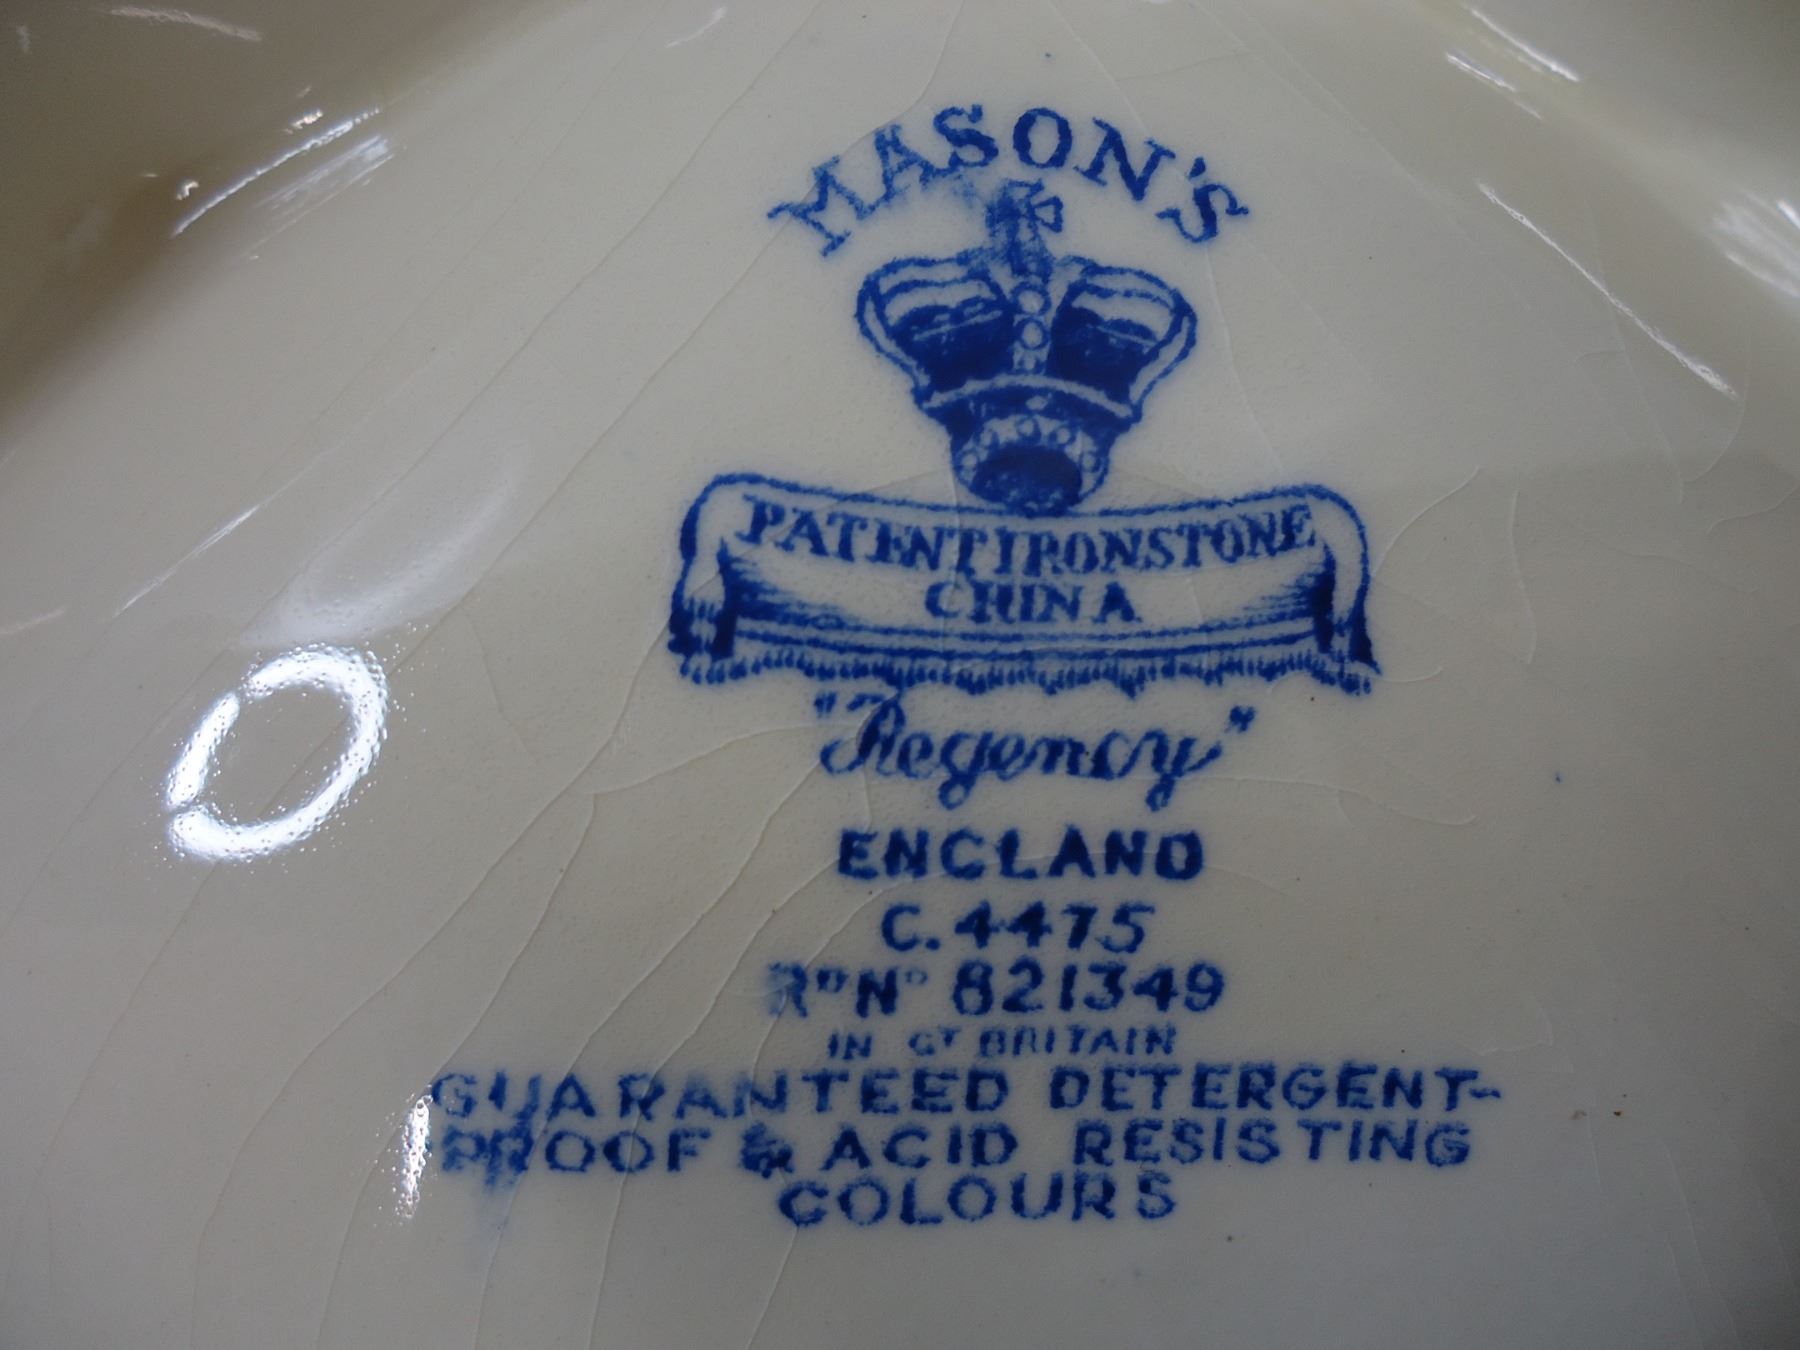 MASON'S
PATENT IRONSTONE
CHINA
"Regency"
ENGLAND
C. 4475
RD No 821349
IN GT BRITAIN
GUARANTEED DETERGENT-
PROOF & ACID RESISTING
COLOURS